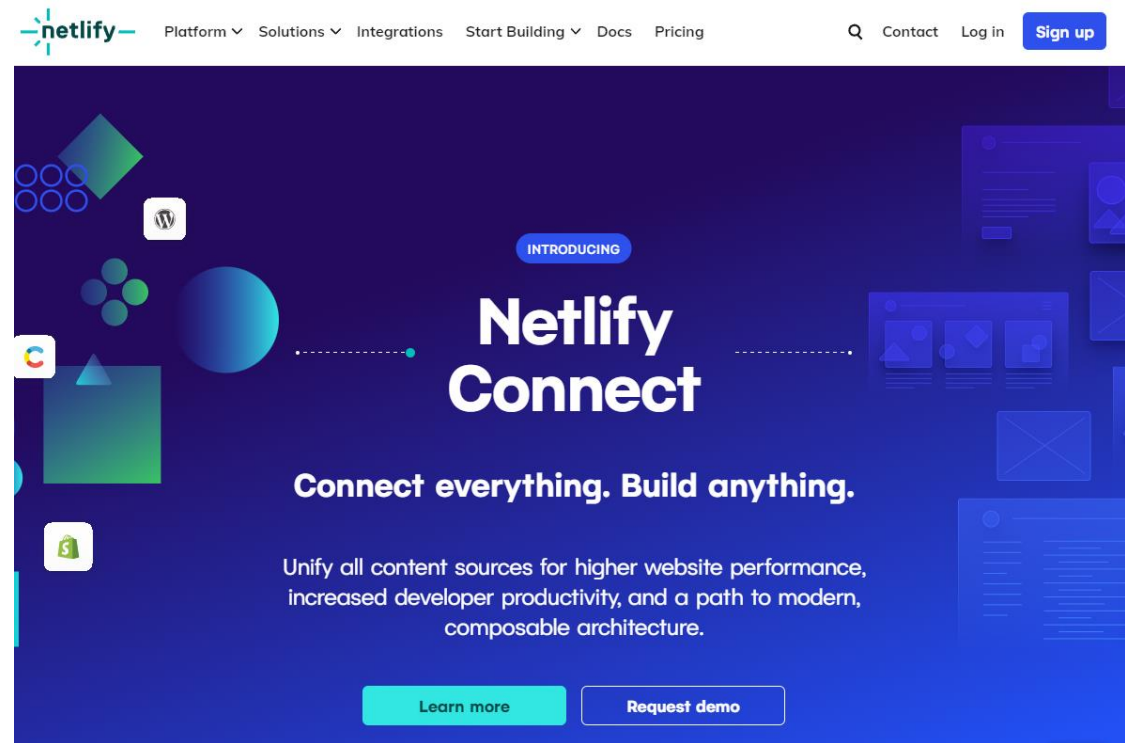 netlify
Platform Solutions Integrations Start Building Docs Pricing Contact Log in Sign up
INTRODUCING
Netlify
Connect
Connect everything. Build anything.
Unify all content sources for higher website performance,
increased developer productivity, and a path to modern,
composable architecture.
Learn more Request demo